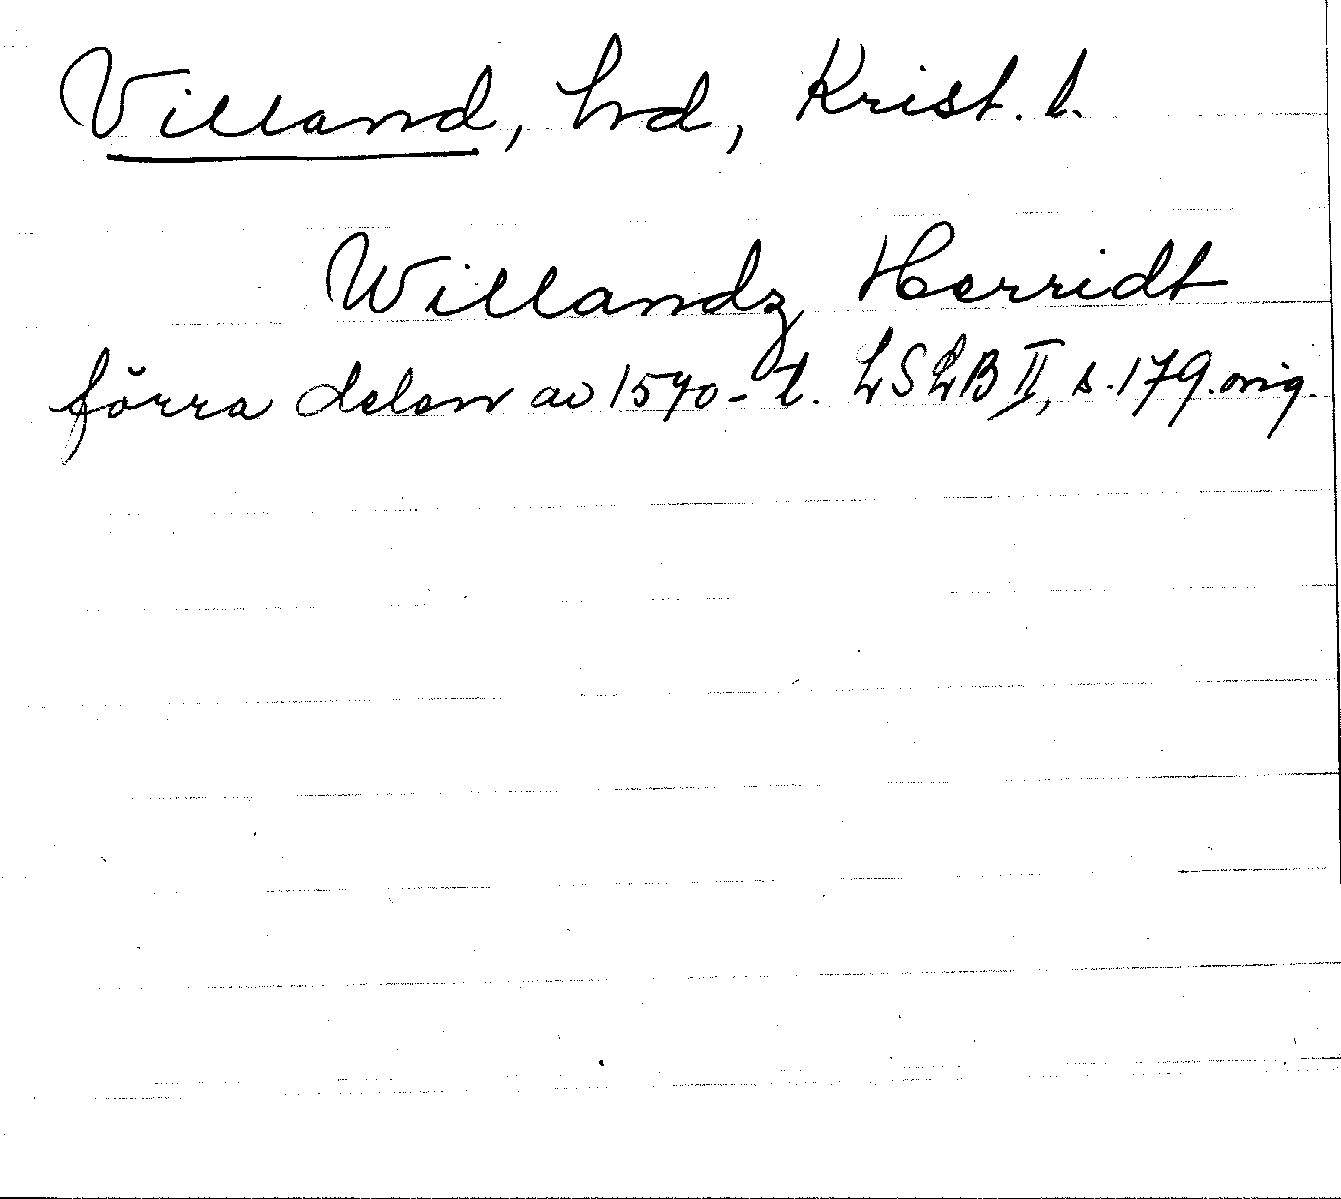 Villand, hd, Krist. l.
Willandz Herridt
förra delen av 1570-t. LSLB II, s. 179. orig.